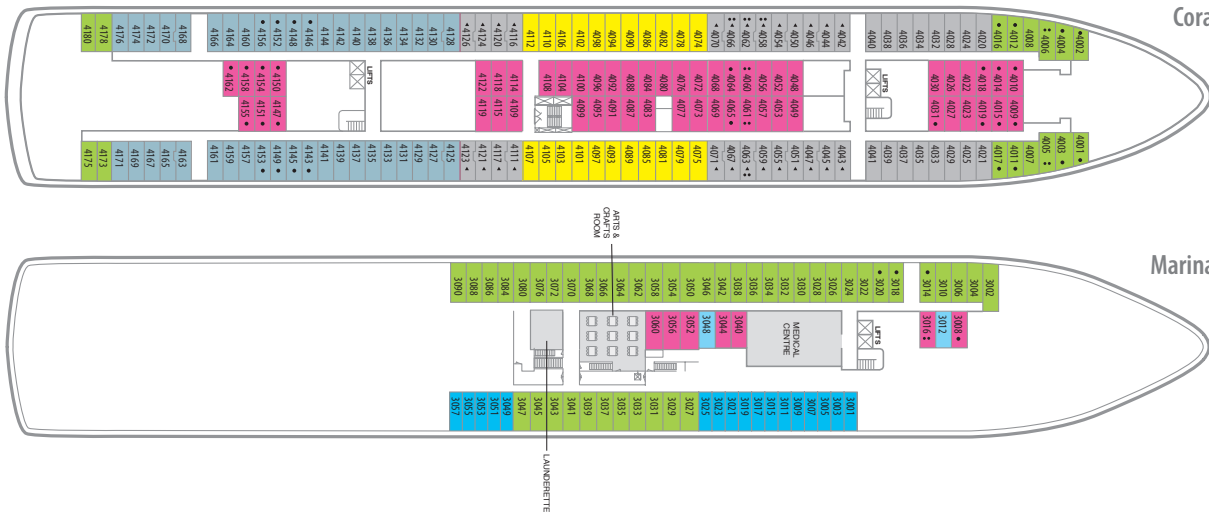 Cora
4180 4178 4176 4174 4172 4170 4168 4166 4164 4160 4156 4152 4148 4146 4144 4142 4140 4138 4136 4134 4132 4130 4128 4126 4124 4120 4116 4112 4110 4106 4102 4098 4094 4090 4086 4082 4078 4074 4070 4066 4062 4058 4054 4050 4046 4044 4042 4040 4038 4036 4034 4032 4028 4024 4020 4016 4012 4008 4006 4004 4002
4162 4158 4154 4150 LIFTS 4122 4118 4114 4108 4104 4100 4096 4092 4088 4084 4080 4076 4072 4068 4064 4060 4056 4052 4048 LIFTS 4030 4026 4022 4018 4014 4010
4155 4151 4147 4119 4115 4109 4099 4095 4091 4087 4083 4077 4073 4069 4065 4061 4057 4053 4049 4031 4027 4023 4019 4015 4009
4175 4173 4171 4169 4167 4165 4163 4161 4159 4157 4153 4149 4145 4143 4141 4139 4137 4135 4133 4131 4129 4127 4125 4123 4121 4117 4111 4107 4105 4103 4101 4097 4093 4089 4085 4081 4079 4075 4071 4067 4063 4059 4055 4051 4047 4045 4043 4041 4039 4037 4035 4033 4029 4025 4021 4017 4011 4007 4005 4003 4001
ARTS &
CRAFTS
ROOM
Marina
3090 3088 3086 3084 3080 3076 3072 3070 3068 3066 3064 3062 3058 3054 3050 3046 3042 3038 3036 3034 3032 3030 3028 3026 3024 3022 3020 3018 3014 3010 3006 3004 3002
3060 3056 3052 3048 3044 3040
MEDICAL
CENTRE
LIFTS
3016 3012 3008
3057 3055 3053 3051 3049 3047 3045 3043 3041 3039 3037 3035 3033 3031 3029 3027 3025 3023 3021 3019 3017 3015 3011 3009 3007 3005 3003 3001
LAUNDERETTE